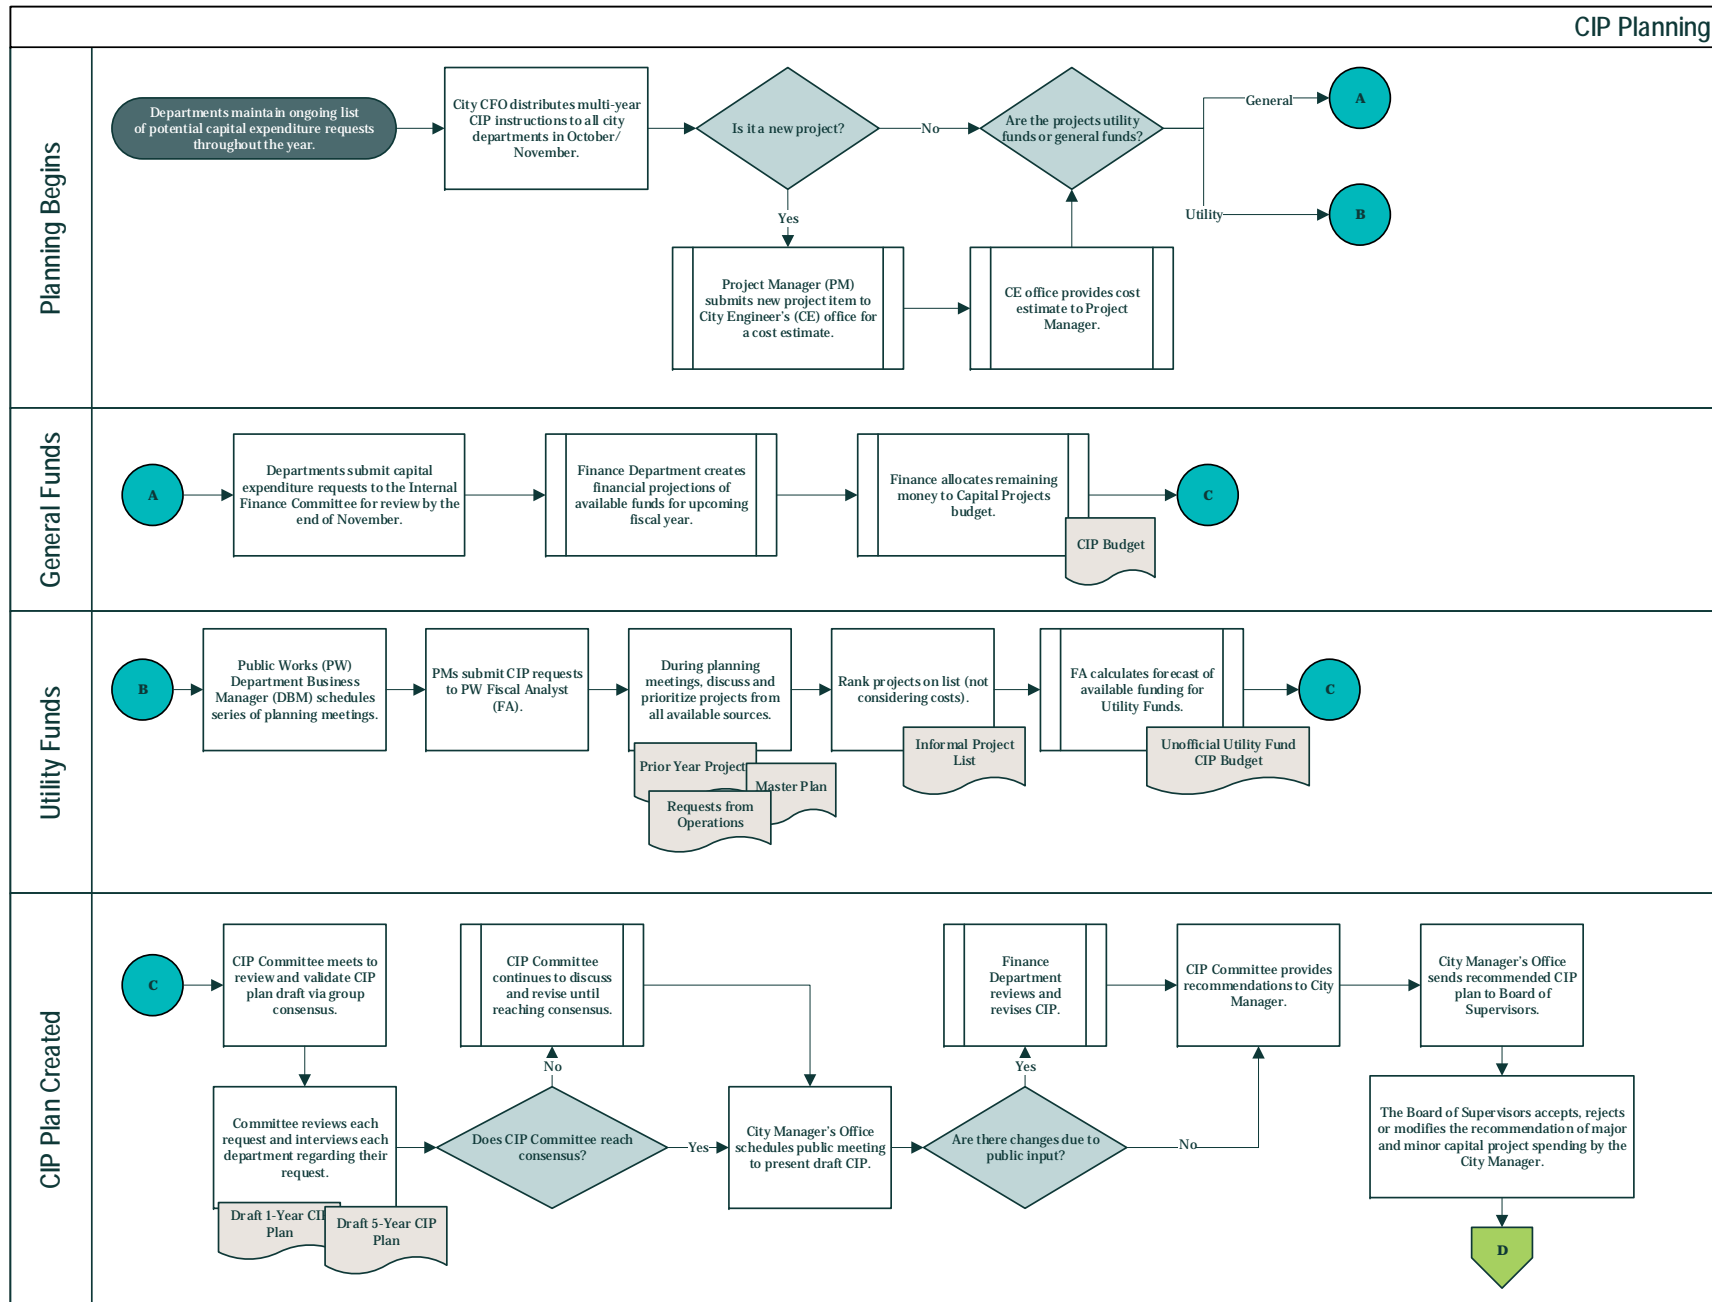 CIP Planning
Planning Begins
Departments maintain ongoing list
of potential capital expenditure requests
throughout the year.
City CFO distributes multi-year
CIP instructions to all city
departments in October/
November.
Is it a new project?
No
Are the projects utility
funds or general funds?
General
A
Utility
B
Yes
Project Manager (PM)
submits new project item to
City Engineer's (CE) office for
a cost estimate.
CE office provides cost
estimate to Project
Manager.
General Funds
A
Departments submit capital
expenditure requests to the Internal
Finance Committee for review by the
end of November.
Finance Department creates
financial projections of
available funds for upcoming
fiscal year.
Finance allocates remaining
money to Capital Projects
budget.
CIP Budget
C
Utility Funds
B
Public Works (PW)
Department Business
Manager (DBM) schedules
series of planning meetings.
PMs submit CIP requests
to PW Fiscal Analyst
(FA).
During planning
meetings, discuss and
prioritize projects from
all available sources.
Prior Year Project
Master Plan
Requests from
Operations
Rank projects on list (not
considering costs).
Informal Project
List
FA calculates forecast of
available funding for
Utility Funds.
Unofficial Utility Fund
CIP Budget
C
CIP Plan Created
C
CIP Committee meets to
review and validate CIP
plan draft via group
consensus.
Committee reviews each
request and interviews each
department regarding their
request.
Draft 1-Year CIP
Plan
Draft 5-Year CIP
Plan
CIP Committee
continues to discuss
and revise until
reaching consensus.
No
Does CIP Committee reach
consensus?
Yes
City Manager's Office
schedules public meeting
to present draft CIP.
Finance
Department
reviews and
revises CIP.
Yes
Are there changes due to
public input?
No
CIP Committee provides
recommendations to City
Manager.
City Manager's Office
sends recommended CIP
plan to Board of
Supervisors.
The Board of Supervisors accepts, rejects
or modifies the recommendation of major
and minor capital project spending by the
City Manager.
D